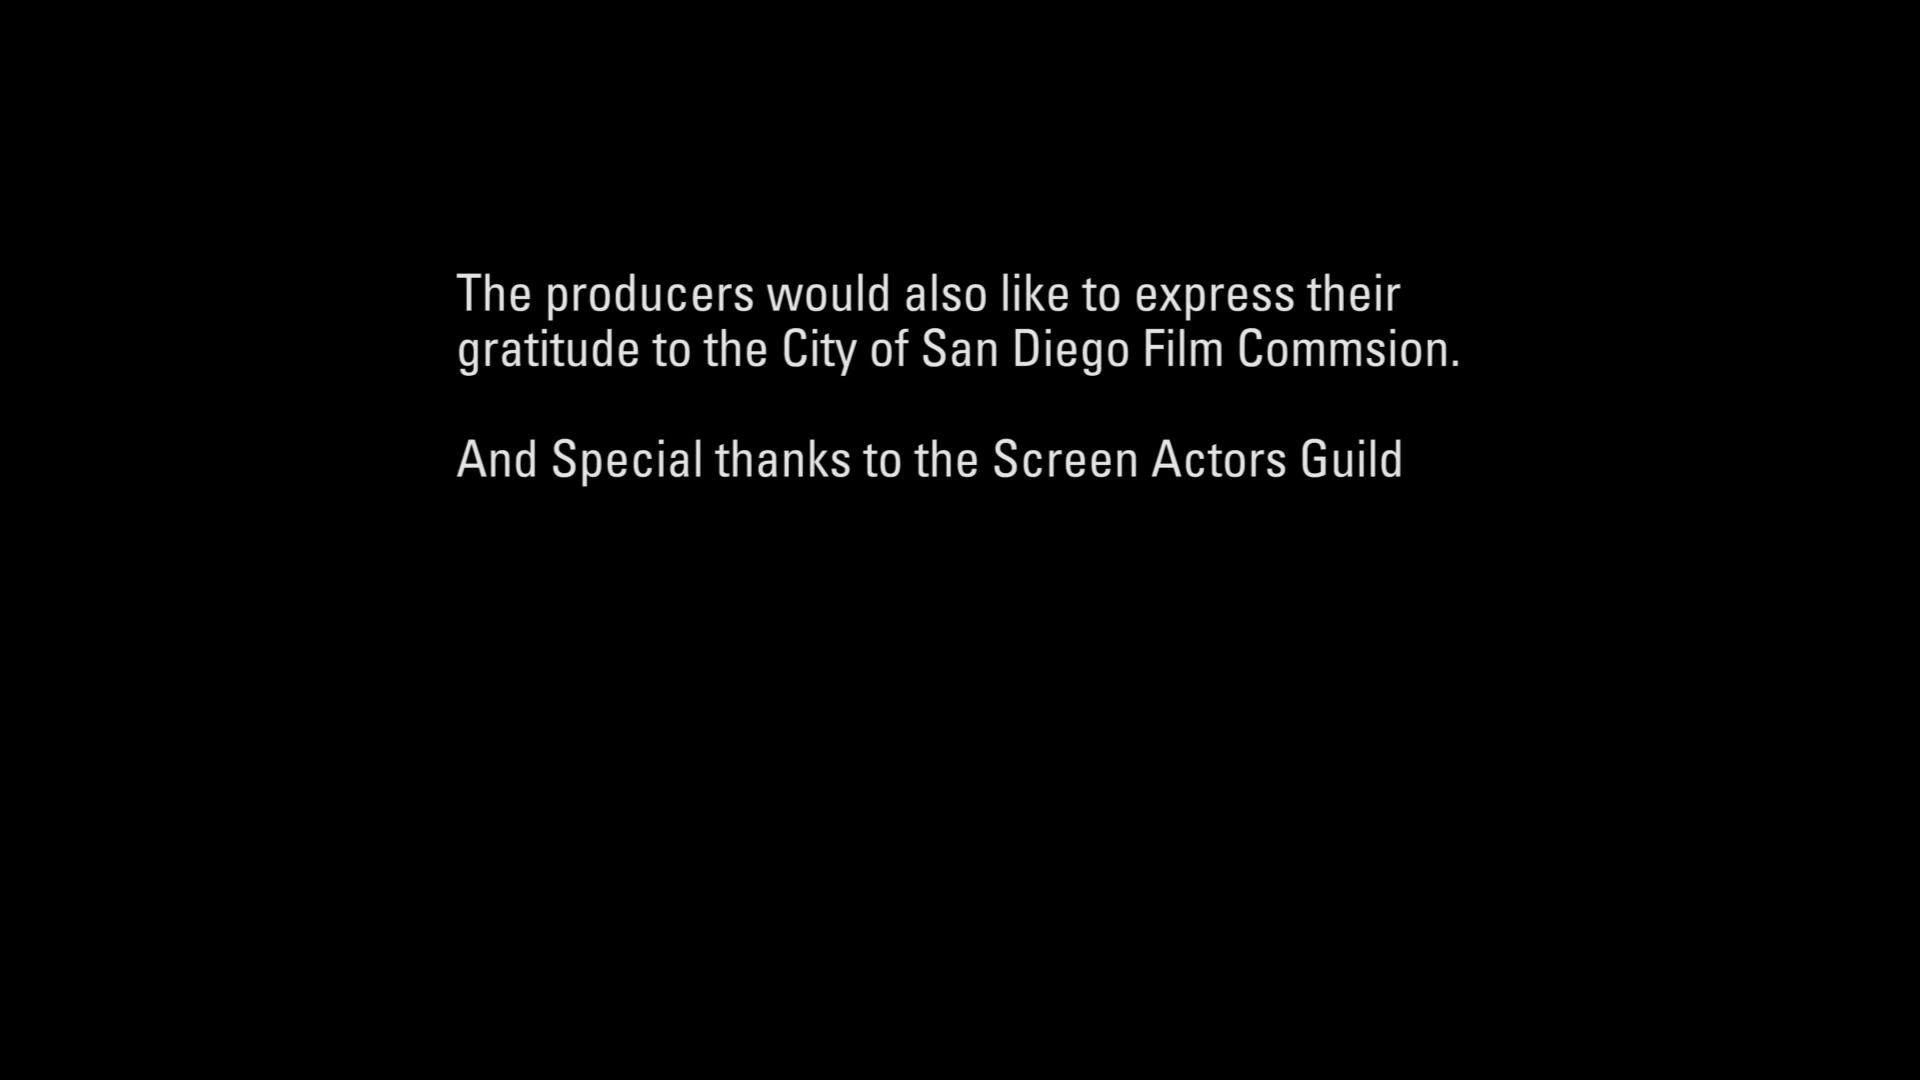 The producers would also like to express their
gratitude to the City of San Diego Film Commsion.
And Special thanks to the Screen Actors Guild